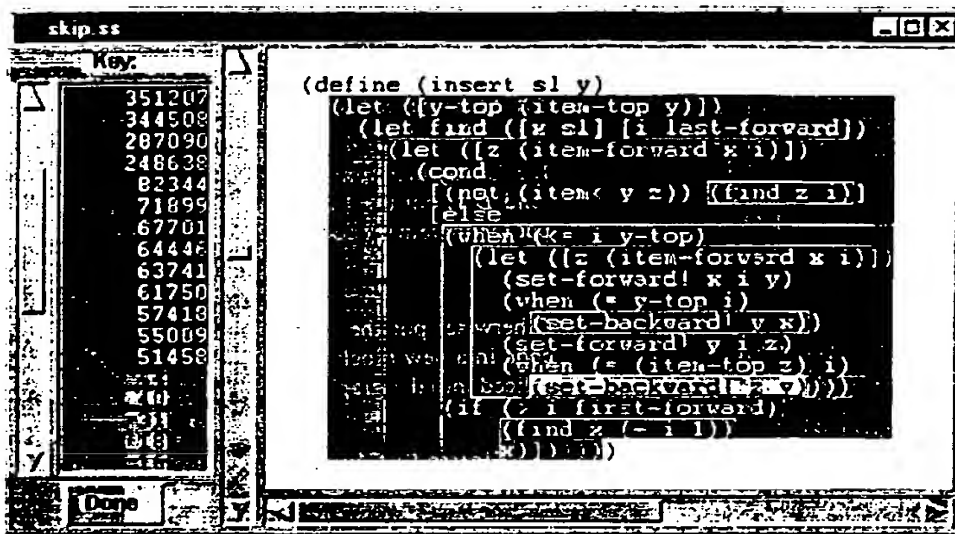 skip.ss
Key:
351207
344508
287090
248638
82344
71899
67701
64446
63741
61750
57418
55009
51458
Done
(define (insert sl y)
(let ([y-top (item-top y)])
(let find ([x sl] [i last-forward])
(let ([z (item-forward x i)])
(cond
[(not (item< y z)) (find z i)]
[else
(when (<= i y-top)
(let ([z (item-forward x i)])
(set-forward! x i y)
(when (= y-top i)
(set-backward! y x))
(set-forward! y i z)
(when (= (item-top z) i)
(set-backward! z y))))
(if (> i first-forward)
(find x (- i 1))
x)])))))